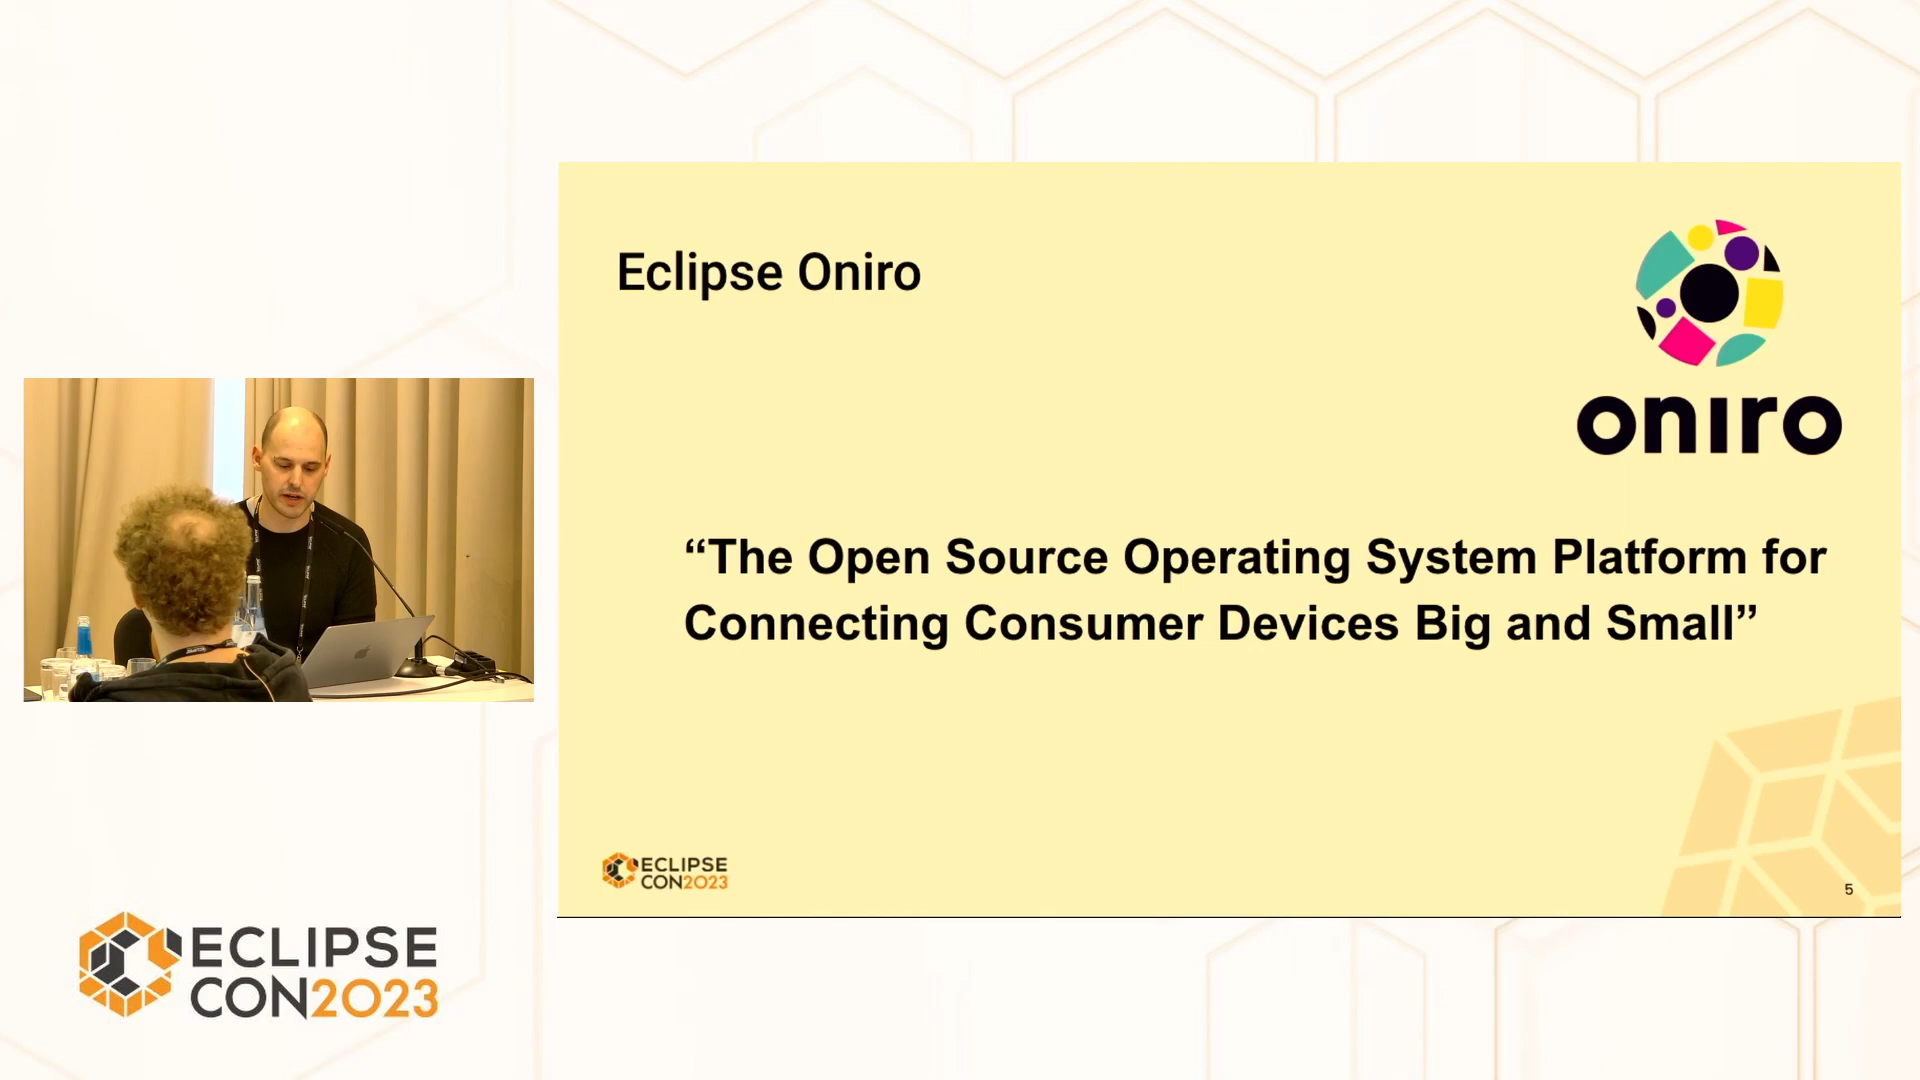 Eclipse Oniro
oniro
“The Open Source Operating System Platform for
Connecting Consumer Devices Big and Small”
ECLIPSE
CON2023
5
ECLIPSE
CON2023